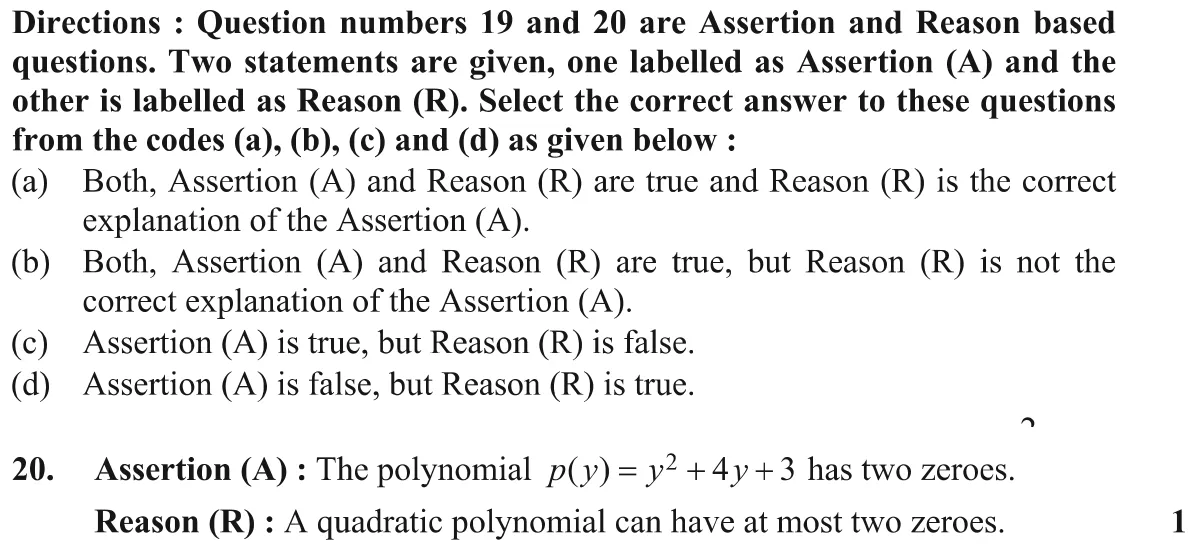 Directions : Question numbers 19 and 20 are Assertion and Reason based
questions. Two statements are given, one labelled as Assertion (A) and the
other is labelled as Reason (R). Select the correct answer to these questions
from the codes (a), (b), (c) and (d) as given below :
(a) Both, Assertion (A) and Reason (R) are true and Reason (R) is the correct
explanation of the Assertion (A).
(b) Both, Assertion (A) and Reason (R) are true, but Reason (R) is not the
correct explanation of the Assertion (A).
(c) Assertion (A) is true, but Reason (R) is false.
(d) Assertion (A) is false, but Reason (R) is true.
20. Assertion (A) : The polynomial p(y) = y² + 4y + 3 has two zeroes.
Reason (R) : A quadratic polynomial can have at most two zeroes. 1